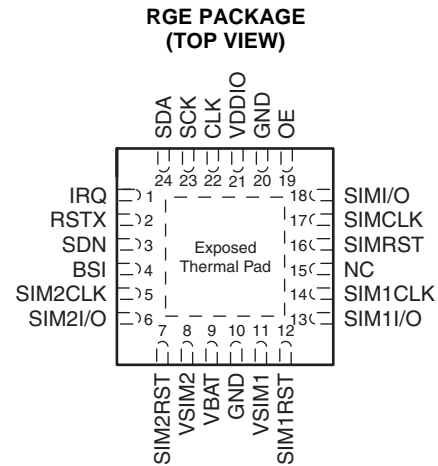 RGE PACKAGE
(TOP VIEW)
SDA
SCK
CLK
VDDIO
GND
OE
24 23 22 21 20 19
IRQ 1
RSTX 2
SDN 3
BSI 4
SIM2CLK 5
SIM2I/O 6
Exposed
Thermal Pad
18 SIMI/O
17 SIMCLK
16 SIMRST
15 NC
14 SIM1CLK
13 SIM1I/O
7 8 9 10 11 12
SIM2RST
VSIM2
VBAT
GND
VSIM1
SIM1RST